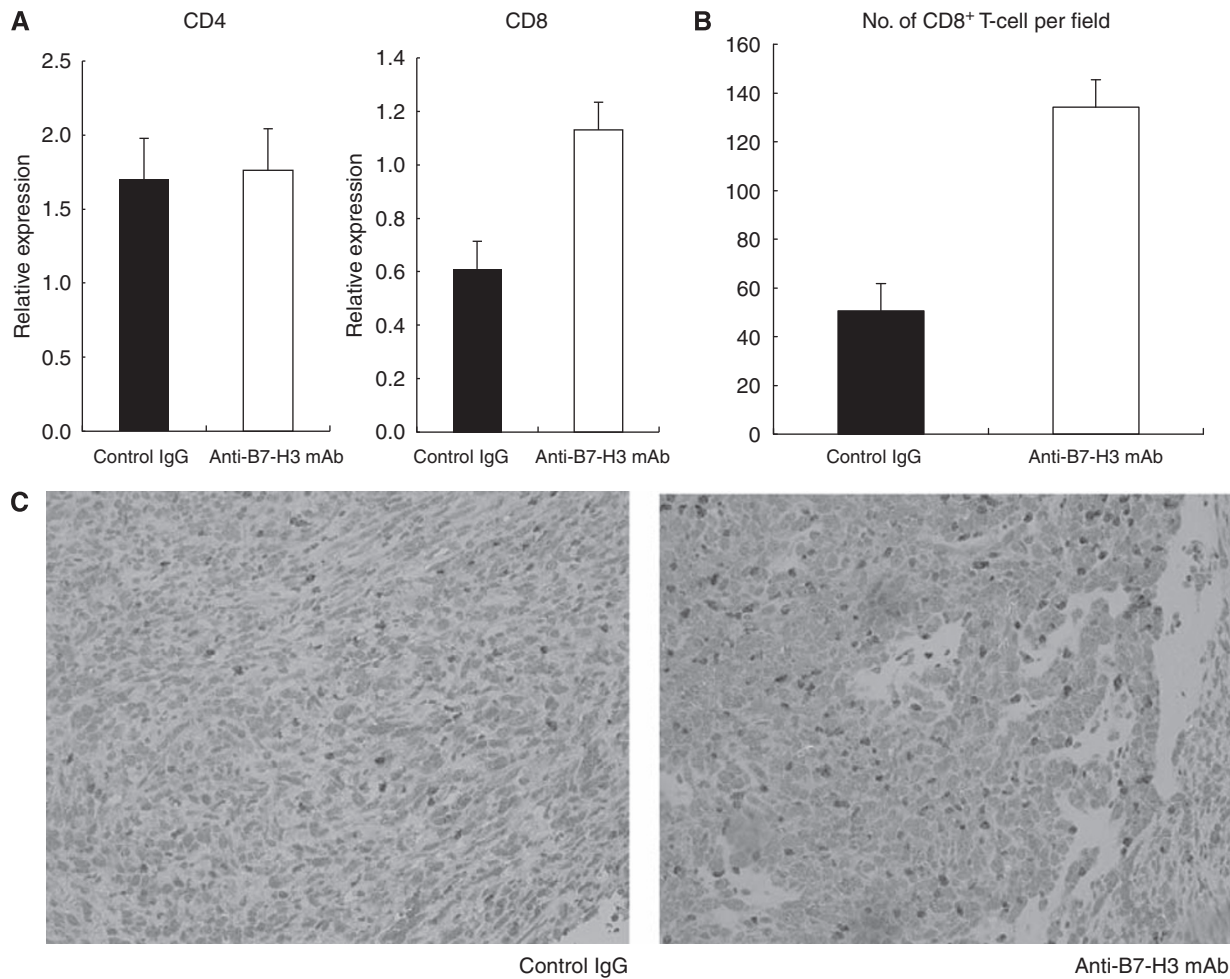 A
CD4
CD8
Relative expression
2.5
2.0
1.5
1.0
0.5
0.0
Control IgG Anti-B7-H3 mAb
Relative expression
1.4
1.2
1.0
0.8
0.6
0.4
0.2
0.0
Control IgG Anti-B7-H3 mAb
B
No. of CD8⁺ T-cell per field
160
140
120
100
80
60
40
20
0
Control IgG Anti-B7-H3 mAb
C
Control IgG
Anti-B7-H3 mAb